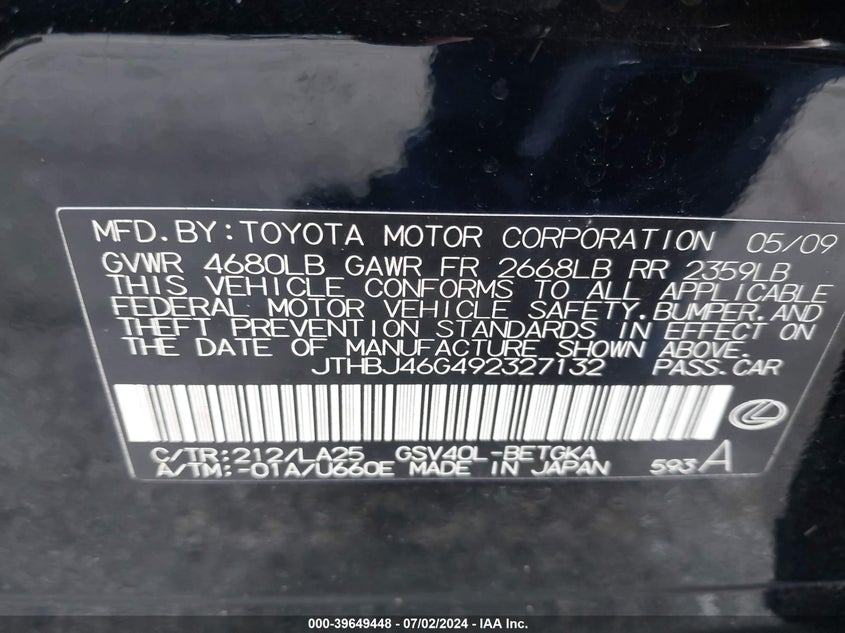 MFD.BY:TOYOTA MOTOR CORPORATION 05/09
GVWR 4680LB GAWR FR 2668LB RR 2359LB
THIS VEHICLE CONFORMS TO ALL APPLICABLE
FEDERAL MOTOR VEHICLE SAFETY.BUMPER.AND
THEFT PREVENTION STANDARDS IN EFFECT ON
THE DATE OF MANUFACTURE SHOWN ABOVE.
JTHBJ46G492327132 PASS.CAR
C/TR:212/LA25 GSV40L-BETGKA
A/TM:-01A/U660E MADE IN JAPAN 593A
000-39649448 - 07/02/2024 - IAA Inc.